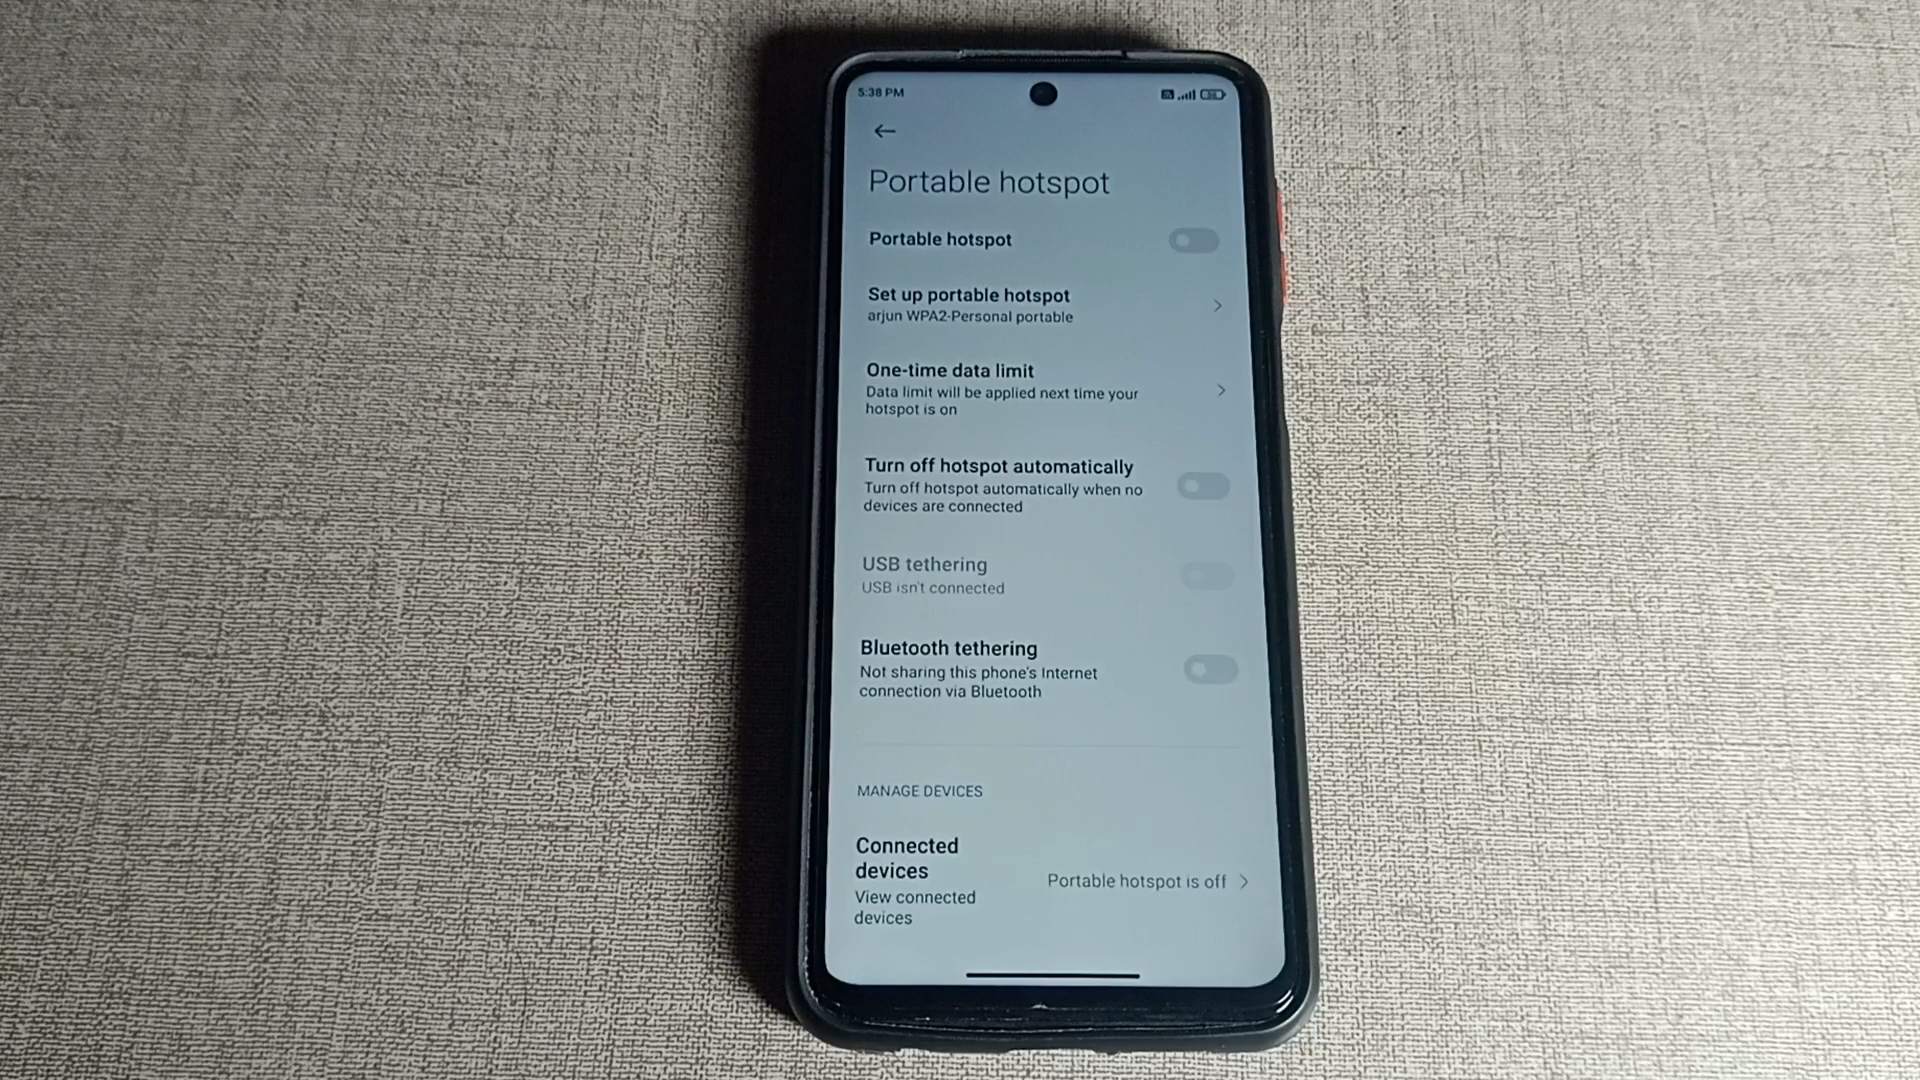 5:38 PM
Portable hotspot
Portable hotspot
Set up portable hotspot
arjun WPA2-Personal portable
One-time data limit
Data limit will be applied next time your
hotspot is on
Turn off hotspot automatically
Turn off hotspot automatically when no
devices are connected
USB tethering
USB isn't connected
Bluetooth tethering
Not sharing this phone's Internet
connection via Bluetooth
MANAGE DEVICES
Connected
devices
Portable hotspot is off
View connected
devices